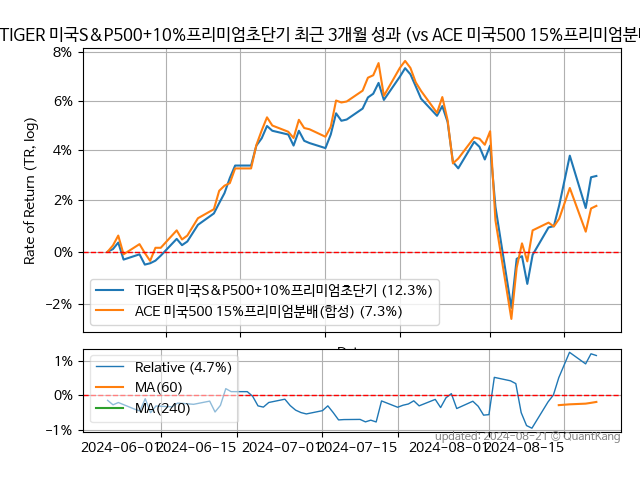 TIGER 미국S&P500+10%프리미엄초단기 최근 3개월 성과 (vs ACE 미국500 15%프리미엄분배
8%
6%
4%
2%
0%
−2%
Rate of Return (TR, log)
TIGER 미국S&P500+10%프리미엄초단기 (12.3%)
ACE 미국500 15%프리미엄분배(합성) (7.3%)
1%
0%
−1%
Relative (4.7%)
MA(60)
MA(240)
2024-06-01 2024-06-15 2024-07-01 2024-07-15 2024-08-01 2024-08-15
updated: 2024-08-21 © QuantKang